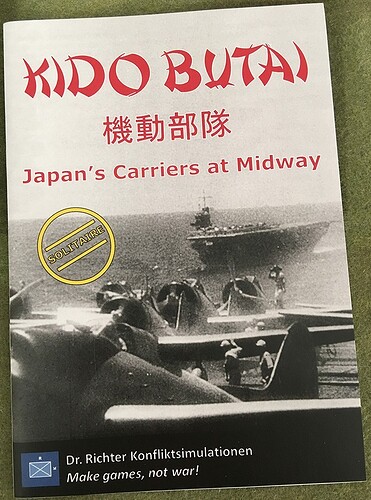 KIDO BUTAI
機動部隊
Japan's Carriers at Midway
SOLITAIRE
Dr. Richter Konfliktsimulationen
Make games, not war!